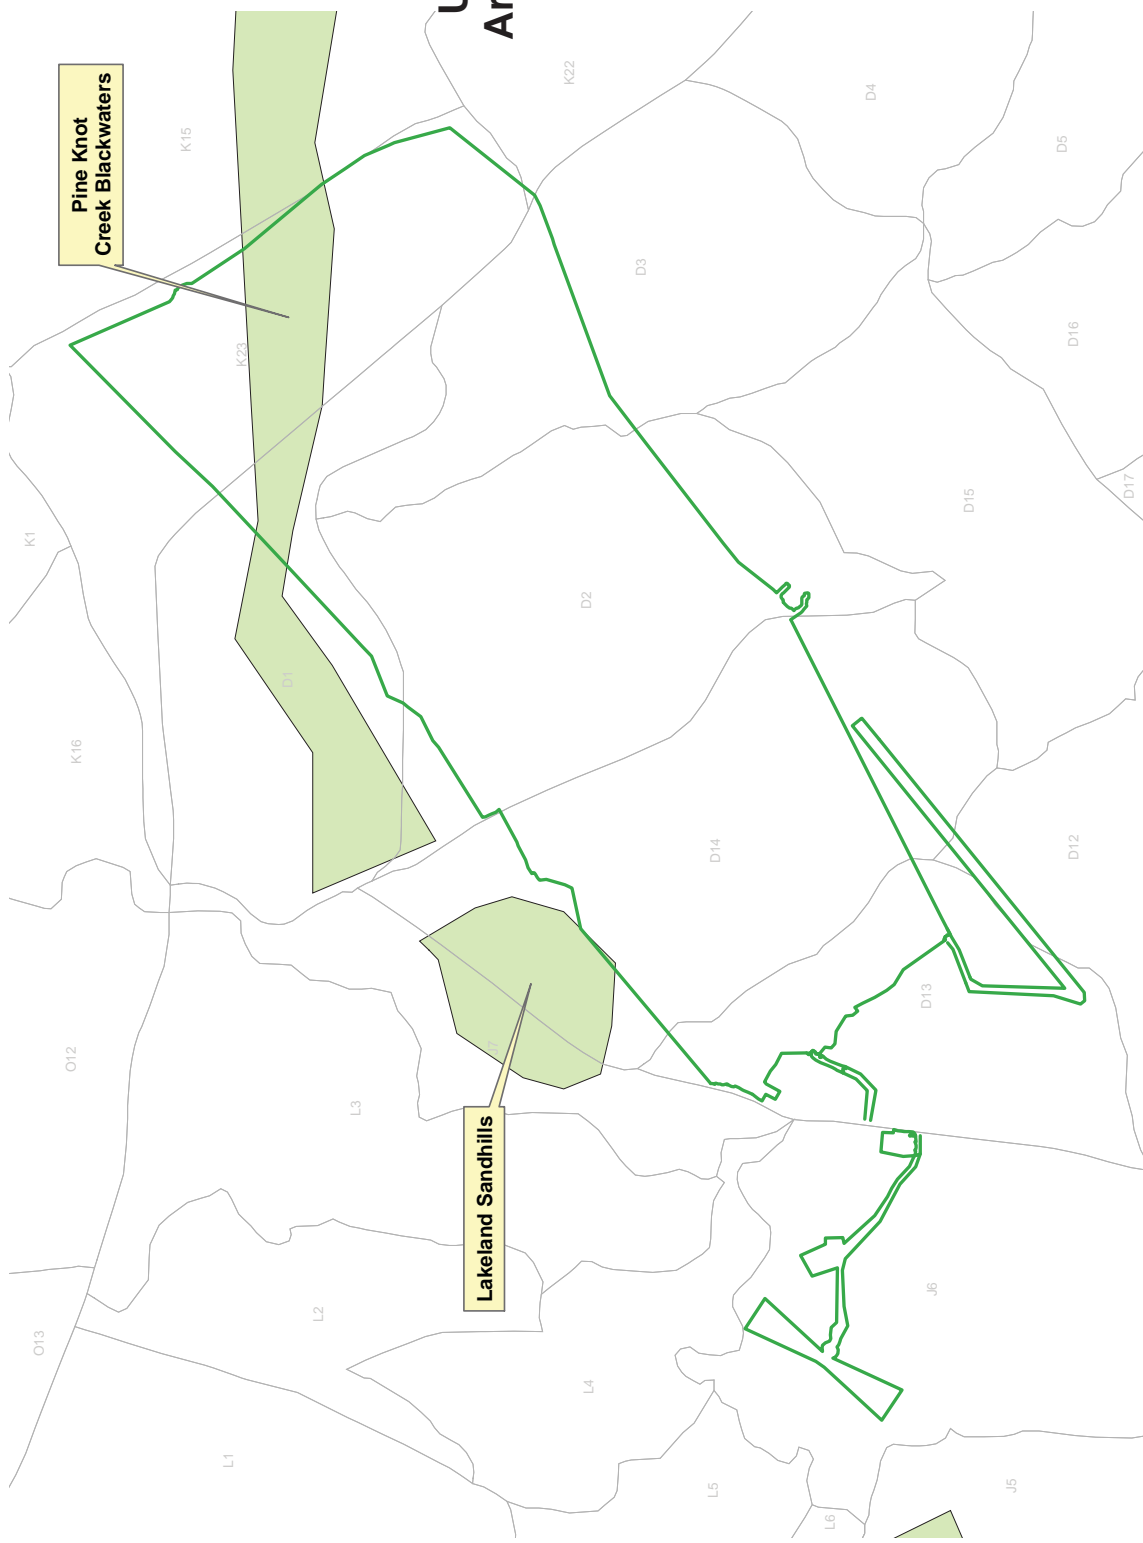 Pine Knot
Creek Blackwaters
Lakeland Sandhills
K15
K22
D4
D5
K23
D3
D16
K1
D2
D15
D17
D1
K16
D14
D12
O12
J7
L3
D13
O13
L2
L4
J6
L1
L5
L6
J5